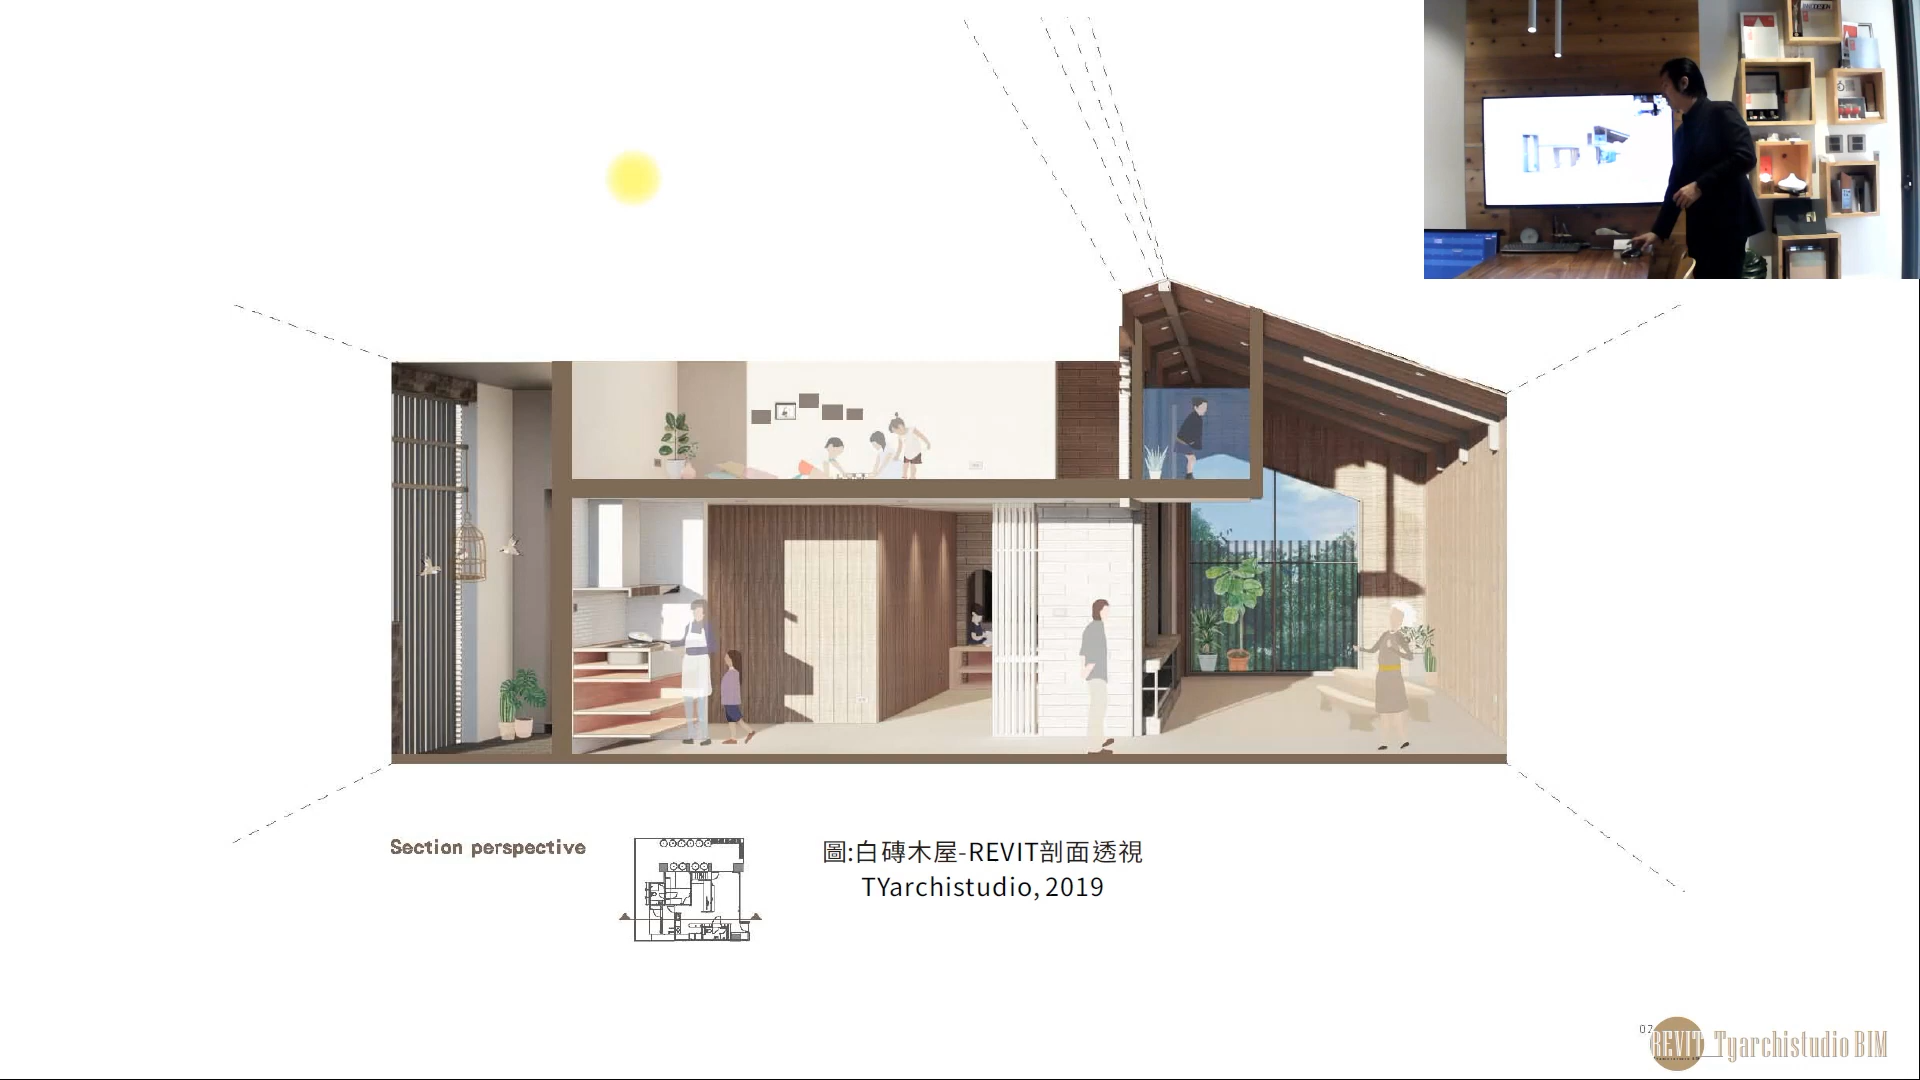 Section perspective
圖:白磚木屋-REVIT剖面透視
TYarchistudio, 2019
02
REVIT Tyarchistudio BIM